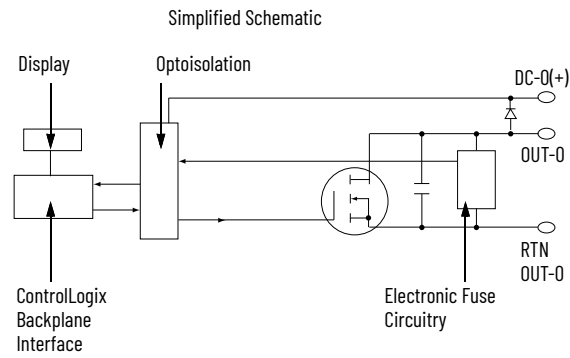 Simplified Schematic
Display
Optoisolation
DC-0(+)
OUT-0
RTN
OUT-0
ControlLogix
Backplane
Interface
Electronic Fuse
Circuitry